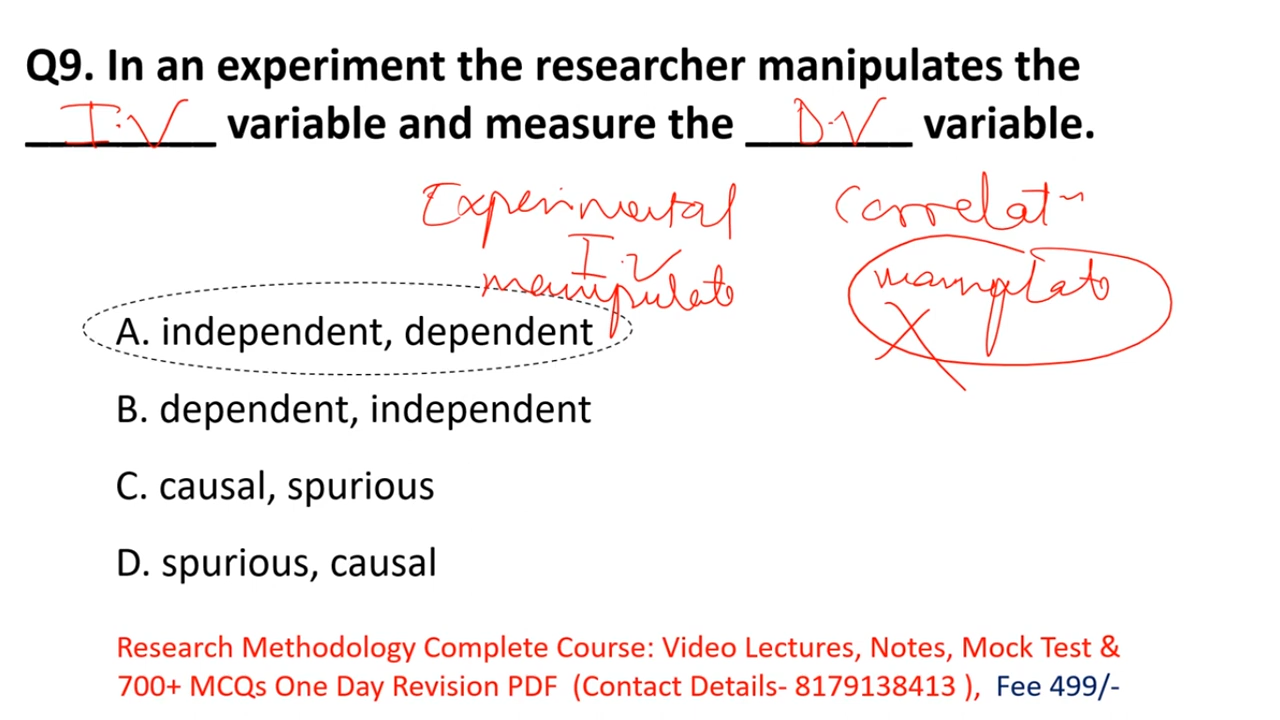 Q9. In an experiment the researcher manipulates the
I.V variable and measure the D.V variable.
Experimental
I.V
manipulate
Correlat~
manipulate
X
A. independent, dependent
B. dependent, independent
C. causal, spurious
D. spurious, causal
Research Methodology Complete Course: Video Lectures, Notes, Mock Test &
700+ MCQs One Day Revision PDF (Contact Details- 8179138413 ), Fee 499/-